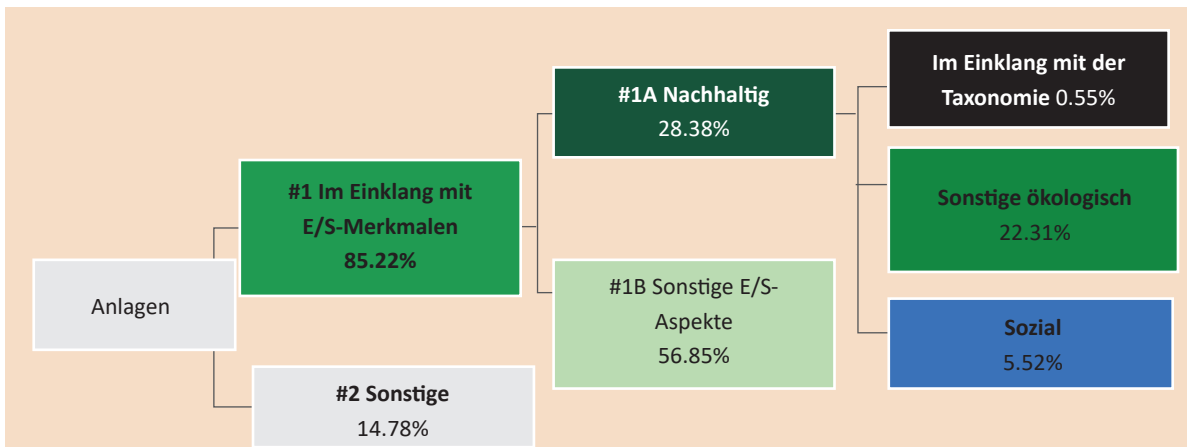 Anlagen
#1 Im Einklang mit
E/S-Merkmalen
85.22%
#2 Sonstige
14.78%
#1A Nachhaltig
28.38%
#1B Sonstige E/S-
Aspekte
56.85%
Im Einklang mit der
Taxonomie 0.55%
Sonstige ökologisch
22.31%
Sozial
5.52%